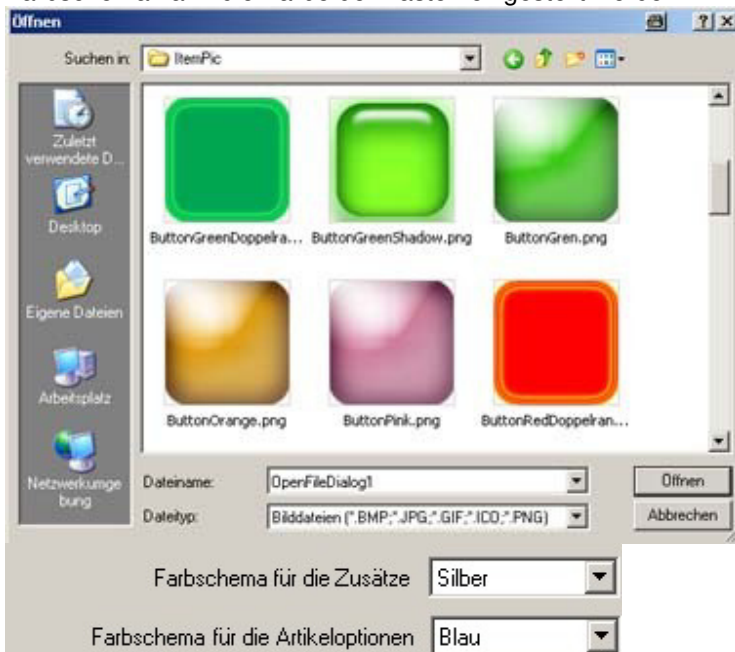 Öffnen
Suchen in:
ItemPic
Zuletzt
verwendete D...
Desktop
Eigene Dateien
Arbeitsplatz
Netzwerkumge
bung
ButtonGreenDoppelra...
ButtonGreenShadow.png
ButtonGren.png
ButtonOrange.png
ButtonPink.png
ButtonRedDoppelran...
Dateiname:
OpenFileDialog1
Öffnen
Dateityp:
Bilddateien (*.BMP;*.JPG;*.GIF;*.ICO;*.PNG)
Abbrechen
Farbschema für die Zusätze
Silber
Farbschema für die Artikeloptionen
Blau